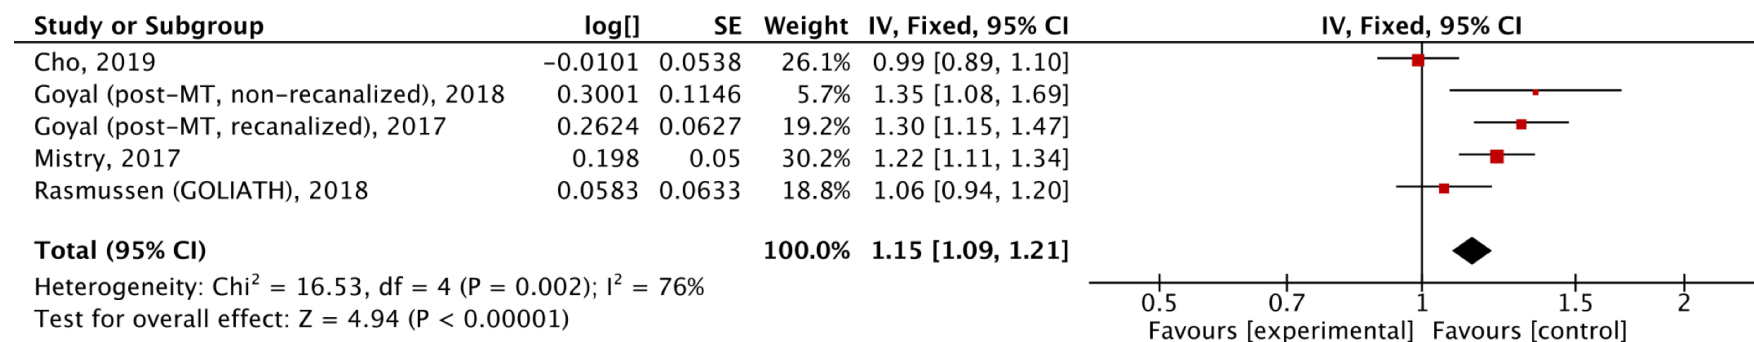 Study or Subgroup log[] SE Weight IV, Fixed, 95% CI IV, Fixed, 95% CI
Cho, 2019 −0.0101 0.0538 26.1% 0.99 [0.89, 1.10]
Goyal (post−MT, non−recanalized), 2018 0.3001 0.1146 5.7% 1.35 [1.08, 1.69]
Goyal (post−MT, recanalized), 2017 0.2624 0.0627 19.2% 1.30 [1.15, 1.47]
Mistry, 2017 0.198 0.05 30.2% 1.22 [1.11, 1.34]
Rasmussen (GOLIATH), 2018 0.0583 0.0633 18.8% 1.06 [0.94, 1.20]
Total (95% CI) 100.0% 1.15 [1.09, 1.21]
Heterogeneity: Chi² = 16.53, df = 4 (P = 0.002); I² = 76%
Test for overall effect: Z = 4.94 (P < 0.00001)
0.5 0.7 1 1.5 2
Favours [experimental] Favours [control]